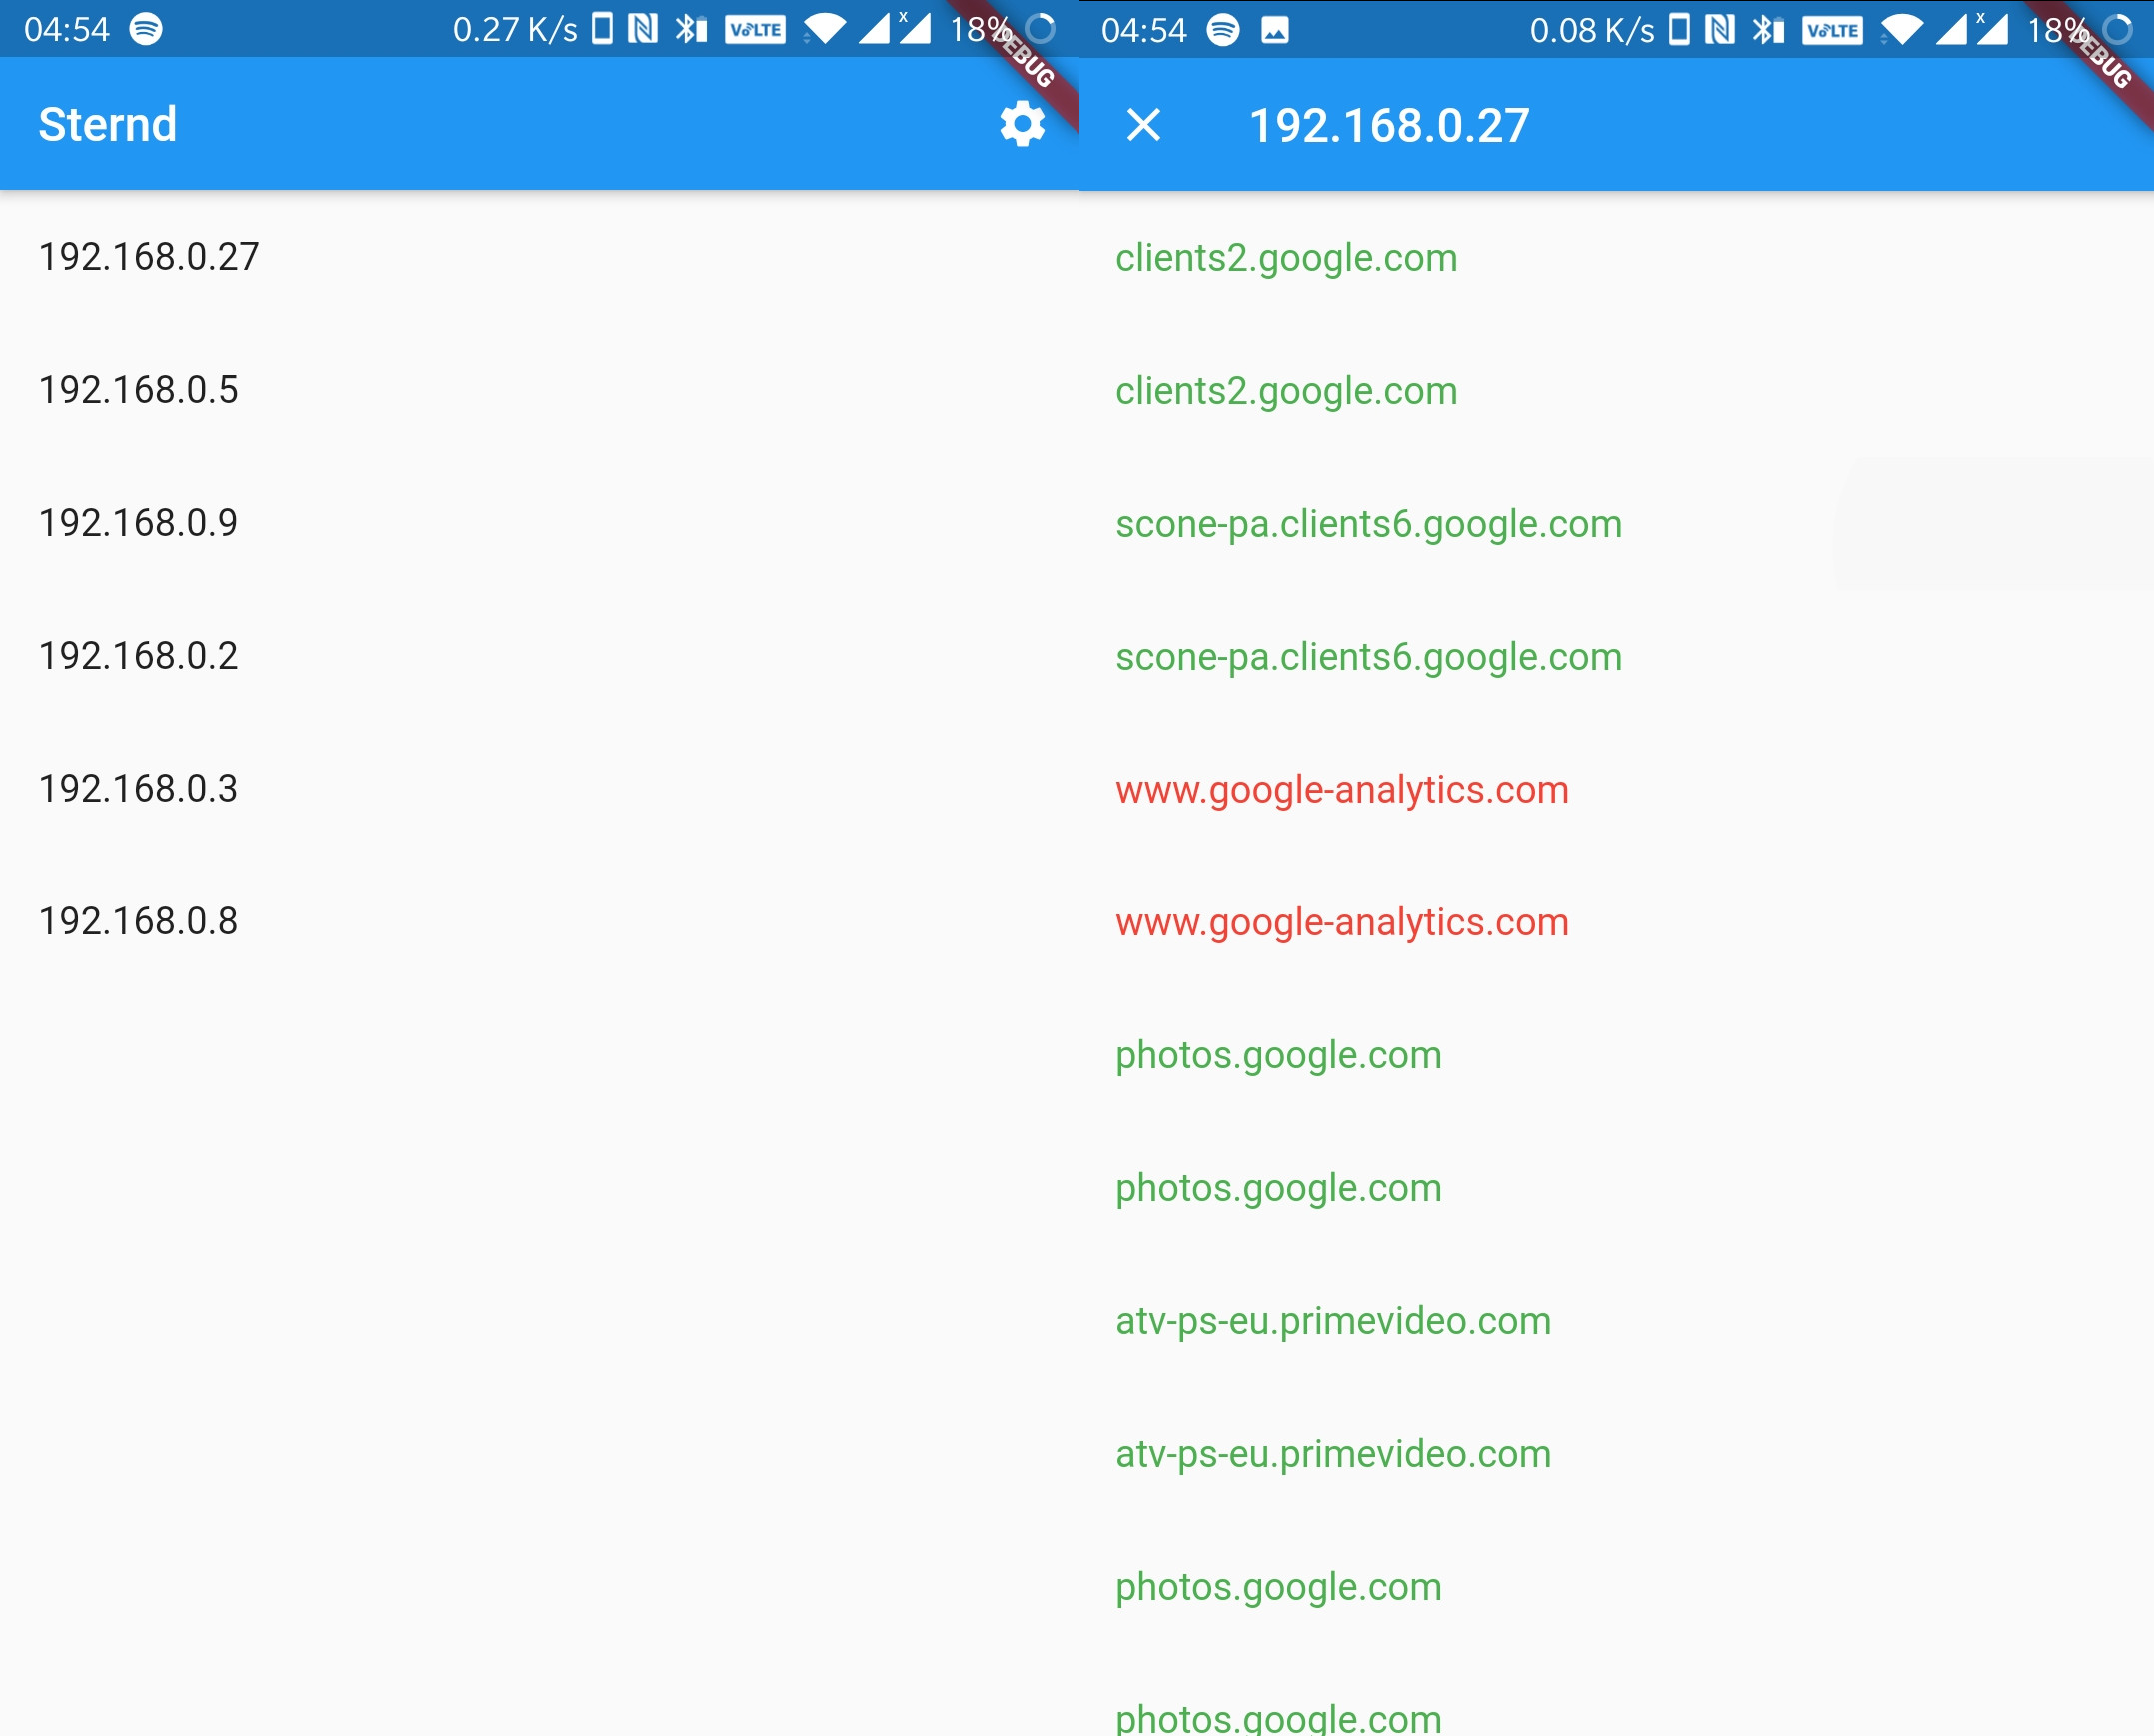 04:54 0.27 K/s VoLTE x 18%
DEBUG
Sternd
192.168.0.27
192.168.0.5
192.168.0.9
192.168.0.2
192.168.0.3
192.168.0.8
04:54 0.08 K/s VoLTE x 18%
DEBUG
192.168.0.27
clients2.google.com
clients2.google.com
scone-pa.clients6.google.com
scone-pa.clients6.google.com
www.google-analytics.com
www.google-analytics.com
photos.google.com
photos.google.com
atv-ps-eu.primevideo.com
atv-ps-eu.primevideo.com
photos.google.com
photos.google.com